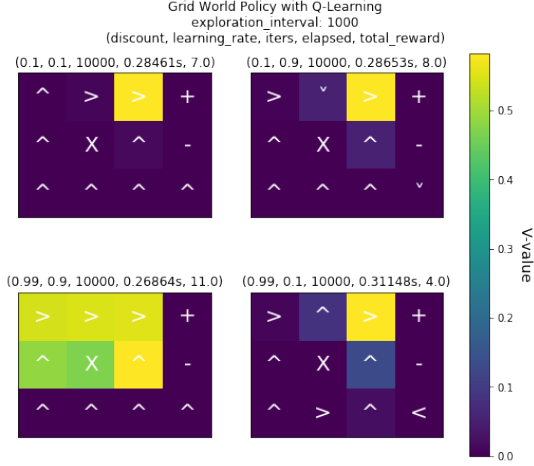 Grid World Policy with Q-Learning
exploration_interval: 1000
(discount, learning_rate, iters, elapsed, total_reward)
(0.1, 0.1, 10000, 0.28461s, 7.0)
^ > > +
^ X ^ -
^ ^ ^ ^
(0.1, 0.9, 10000, 0.28653s, 8.0)
> ˅ > +
^ X ^ -
^ ^ ^ ˅
(0.99, 0.9, 10000, 0.26864s, 11.0)
> > > +
^ X ^ -
^ ^ ^ ^
(0.99, 0.1, 10000, 0.31148s, 4.0)
> ^ > +
^ X ^ -
^ > ^ <
0.5
0.4
0.3
0.2
0.1
0.0
V-value